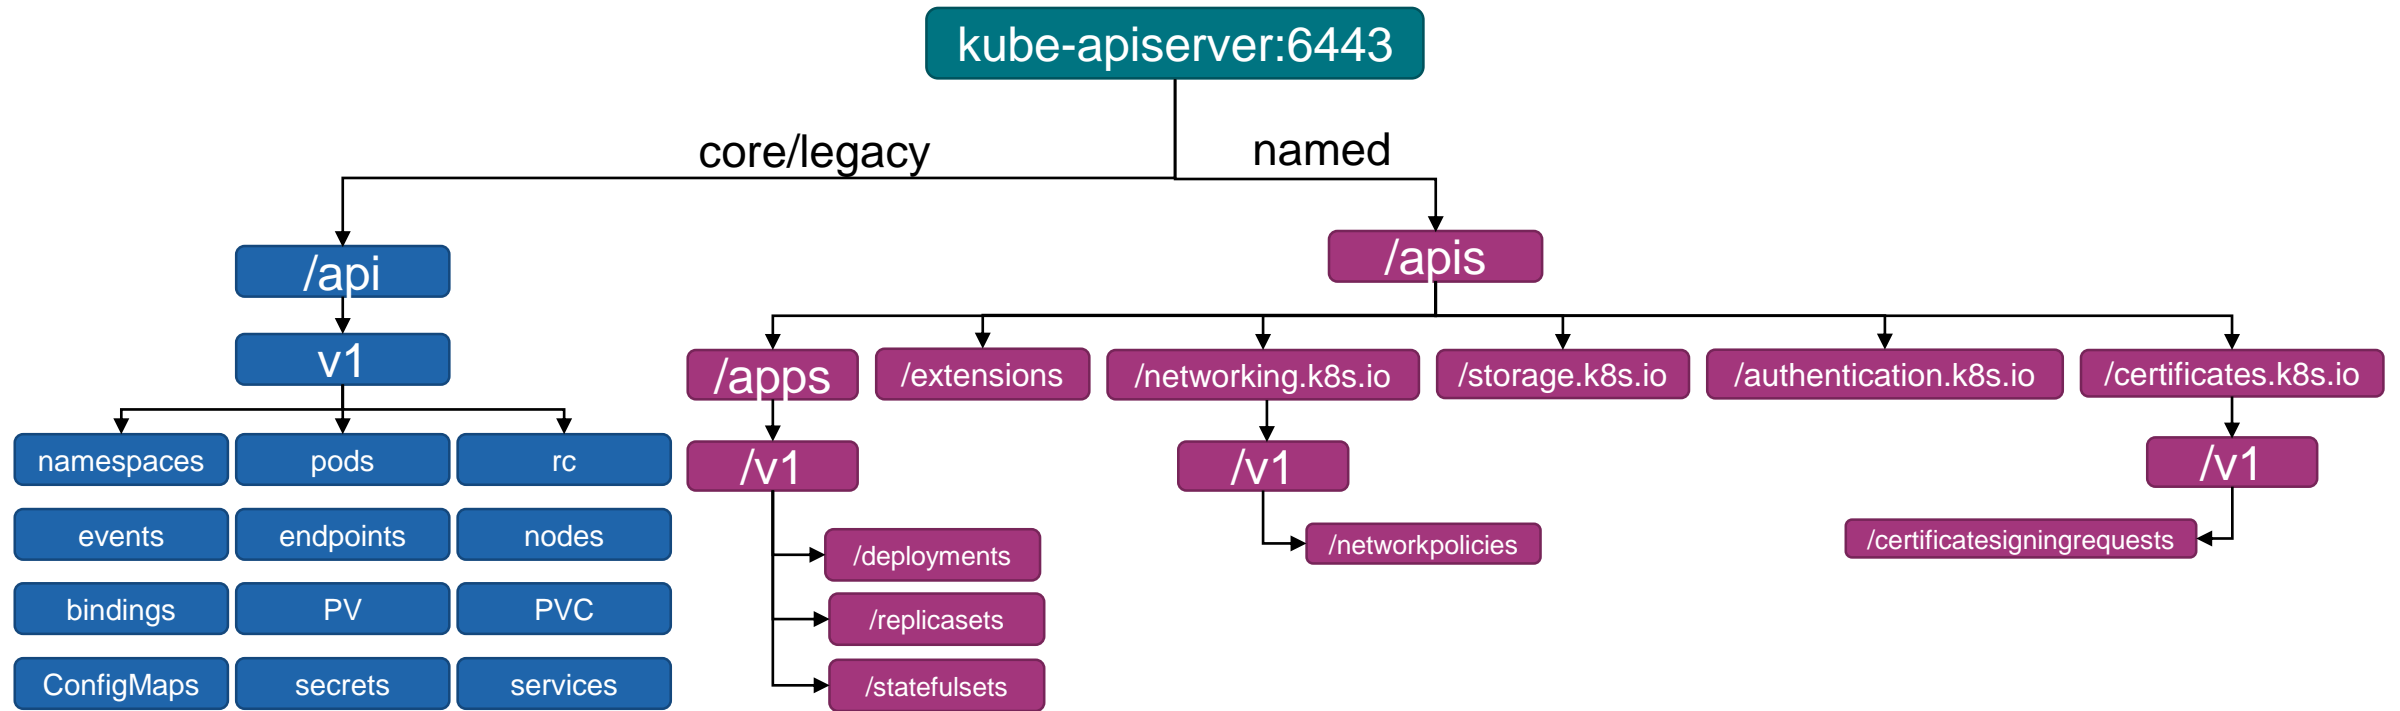 kube-apiserver:6443
core/legacy
named
/api
/apis
v1
/apps
/extensions
/networking.k8s.io
/storage.k8s.io
/authentication.k8s.io
/certificates.k8s.io
namespaces
pods
rc
/v1
/v1
/v1
events
endpoints
nodes
/deployments
/networkpolicies
/certificatesigningrequests
bindings
PV
PVC
/replicasets
ConfigMaps
secrets
services
/statefulsets